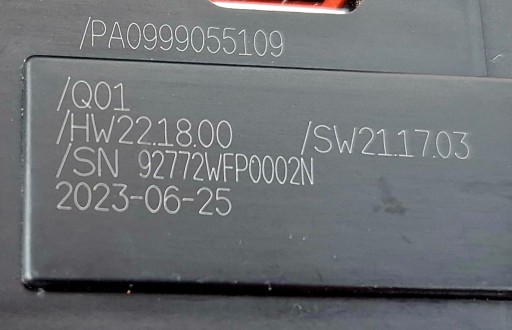 /PA0999055109
/Q01
/HW22.18.00 /SW21.17.03
/SN 92772WFP0002N
2023-06-25